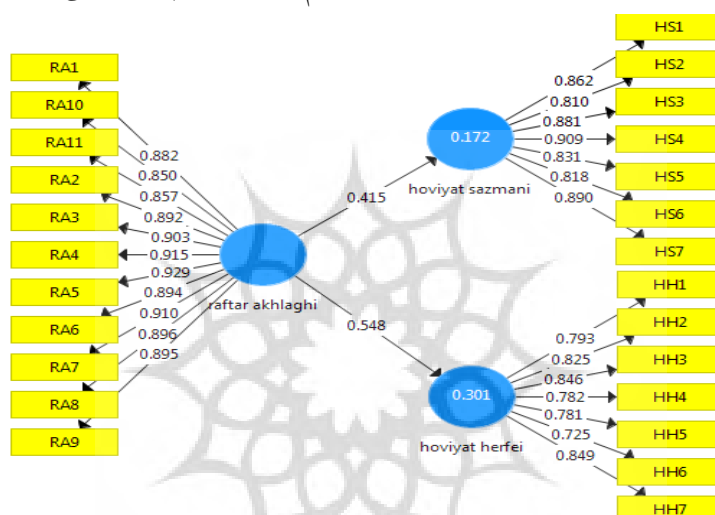 RA1
RA10
RA11
RA2
RA3
RA4
RA5
RA6
RA7
RA8
RA9
0.882
0.850
0.857
0.892
0.903
0.915
0.929
0.894
0.910
0.896
0.895
raftar akhlaghi
0.415
0.548
0.172
hoviyat sazmani
0.301
hoviyat herfei
0.862
0.810
0.881
0.909
0.831
0.818
0.890
HS1
HS2
HS3
HS4
HS5
HS6
HS7
0.793
0.825
0.846
0.782
0.781
0.725
0.849
HH1
HH2
HH3
HH4
HH5
HH6
HH7